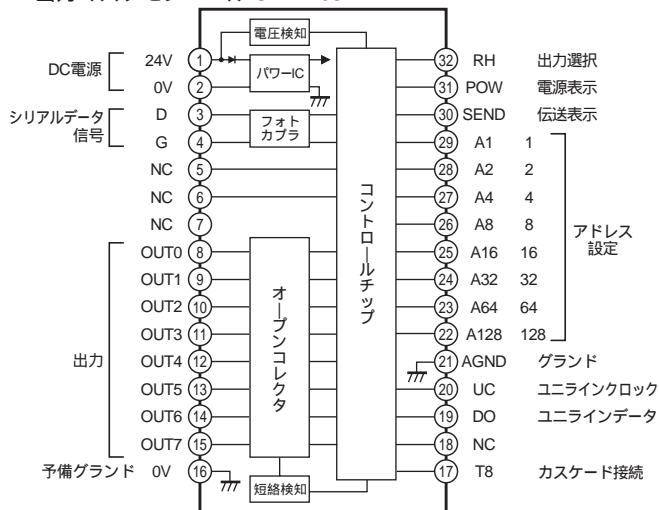 電圧検知
DC電源 24V 1 パワーIC 32 RH 出力選択
0V 2 31 POW 電源表示
シリアルデータ信号 D 3 フォトカプラ 30 SEND 伝送表示
G 4 29 A1 1
NC 5 28 A2 2
NC 6 27 A4 4
NC 7 26 A8 8
アドレス設定
OUT0 8 25 A16 16
OUT1 9 24 A32 32
OUT2 10 23 A64 64
OUT3 11 22 A128 128
出力 OUT4 12 21 AGND グランド
OUT5 13 20 UC ユニラインクロック
OUT6 14 19 DO ユニラインデータ
OUT7 15 18 NC
予備グランド 0V 16 17 T8 カスケード接続
オープンコレクタ
コントロールチップ
短絡検知